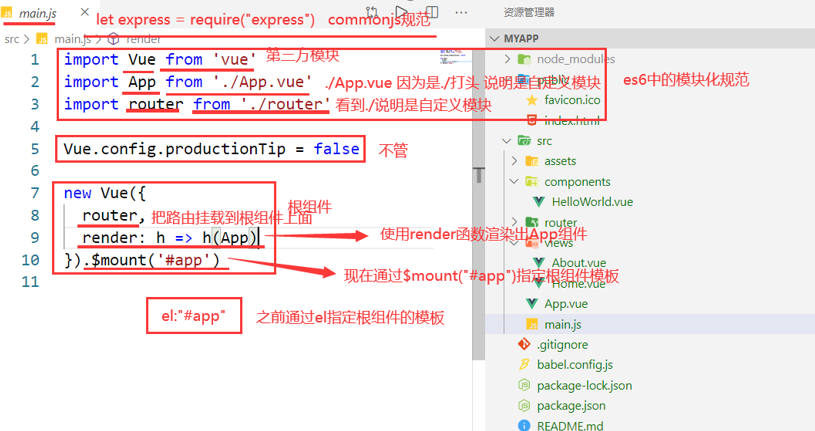 main.js
资源管理器
let express = require("express") commonjs规范
src > main.js > render
MYAPP
1 import Vue from 'vue' 第三方模块
2 import App from './App.vue' ./App.vue 因为是./打头 说明是自定义模块
3 import router from './router' 看到./说明是自定义模块
es6中的模块化规范
4
5 Vue.config.productionTip = false 不管
6
7 new Vue({ 根组件
8 router, 把路由挂载到根组件上面
9 render: h => h(App) 使用render函数渲染出App组件
10 }).$mount('#app') 现在通过$mount("#app")指定根组件模板
11
el:"#app" 之前通过el指定根组件的模板
node_modules
public
favicon.ico
index.html
src
assets
components
HelloWorld.vue
router
views
About.vue
Home.vue
App.vue
main.js
.gitignore
babel.config.js
package-lock.json
package.json
README.md